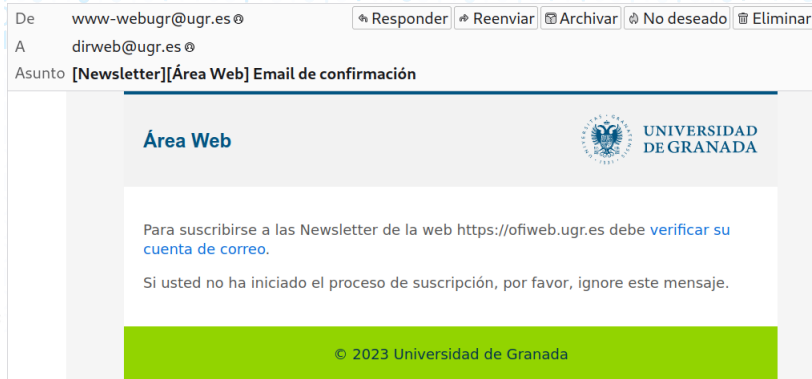 De www-webugr@ugr.es Responder Reenviar Archivar No deseado Eliminar
A dirweb@ugr.es
Asunto [Newsletter][Área Web] Email de confirmación
Área Web
UNIVERSIDAD
DE GRANADA
Para suscribirse a las Newsletter de la web https://ofiweb.ugr.es debe verificar su
cuenta de correo.
Si usted no ha iniciado el proceso de suscripción, por favor, ignore este mensaje.
© 2023 Universidad de Granada